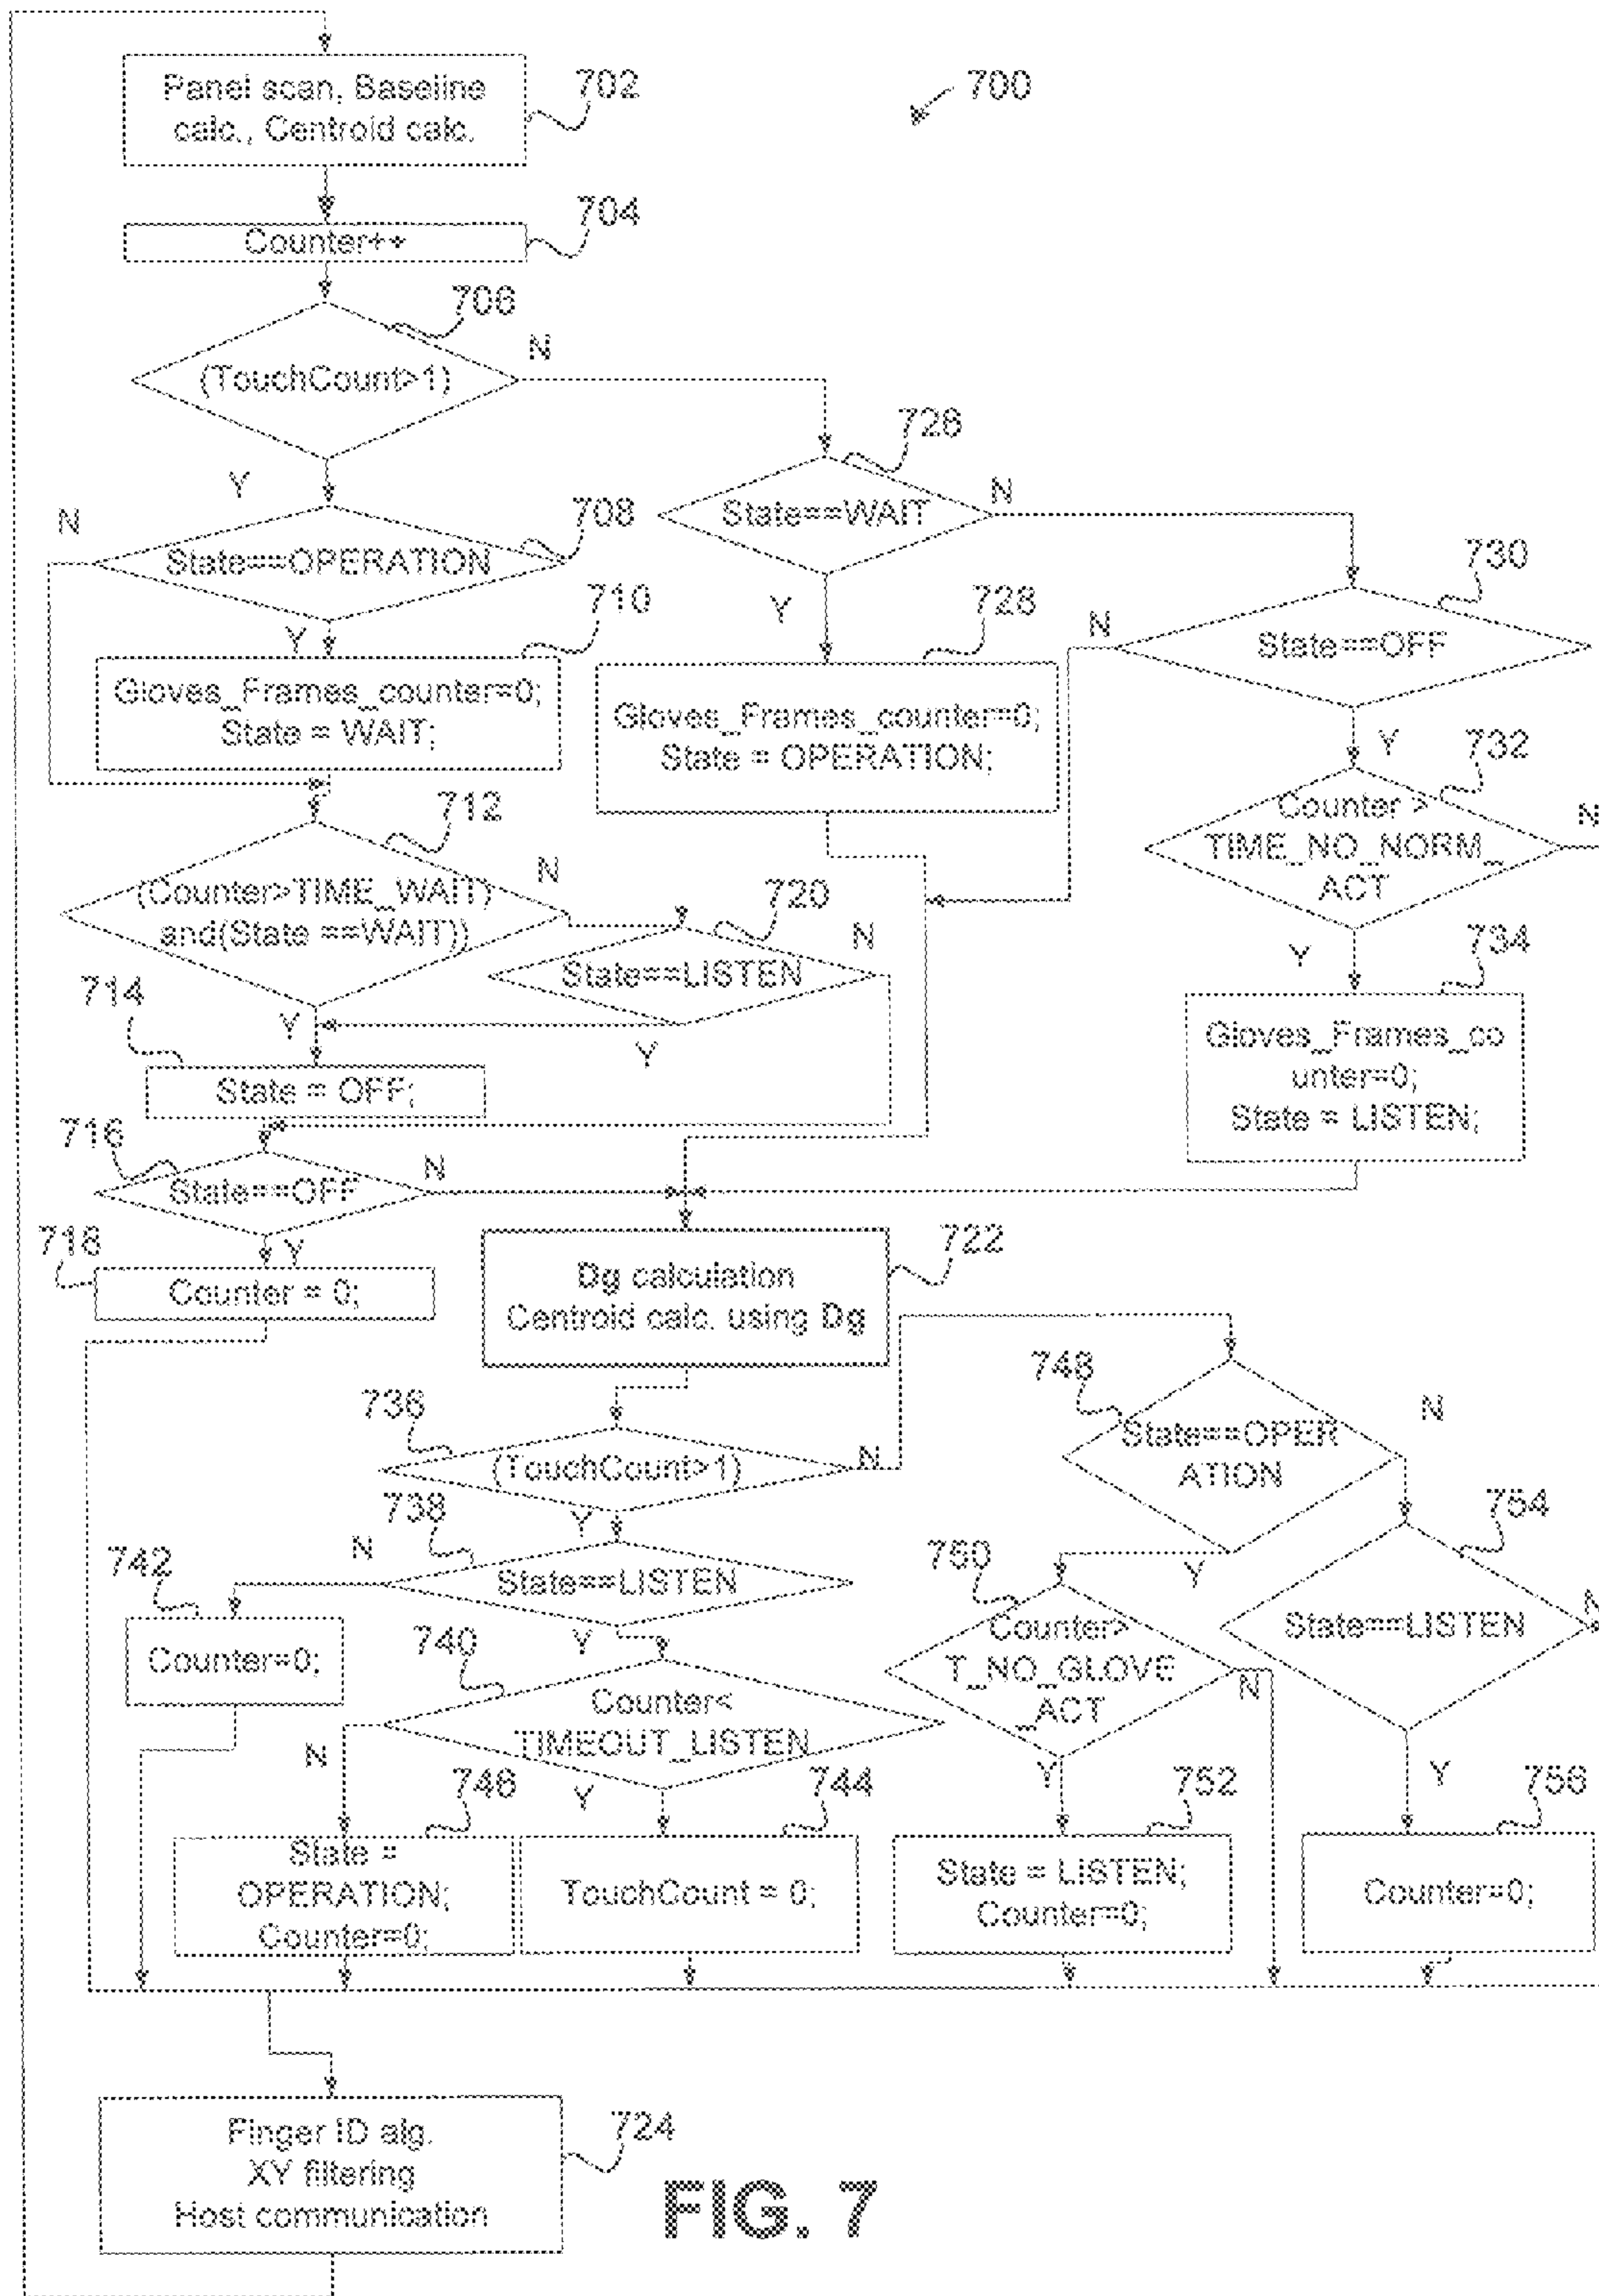 Panel scan, Baseline
calc., Centroid calc.
702
700
Counter++
704
706
(TouchCount>1)
N
Y
726
State==WAIT
N
Y
N
State==OPERATION
708
Y
710
Gloves_Frames_counter=0;
State = WAIT;
728
Gloves_Frames_counter=0;
State = OPERATION;
730
State==OFF
N
Y
732
Counter >
TIME_NO_NORM_
ACT
N
Y
734
Gloves_Frames_co
unter=0;
State = LISTEN;
712
(Counter>TIME_WAIT)
and(State ==WAIT))
N
Y
720
State==LISTEN
N
Y
714
State = OFF;
716
State==OFF
N
Y
718
Counter = 0;
722
Dg calculation
Centroid calc. using Dg
736
(TouchCount>1)
N
Y
748
State==OPER
ATION
N
Y
738
State==LISTEN
N
Y
742
Counter=0;
740
Counter<
TIMEOUT_LISTEN
N
Y
750
Counter>
T_NO_GLOVE
_ACT
N
Y
754
State==LISTEN
N
Y
746
State =
OPERATION;
Counter=0;
744
TouchCount = 0;
752
State = LISTEN;
Counter=0;
756
Counter=0;
Finger ID alg.
XY filtering
Host communication
724
FIG. 7